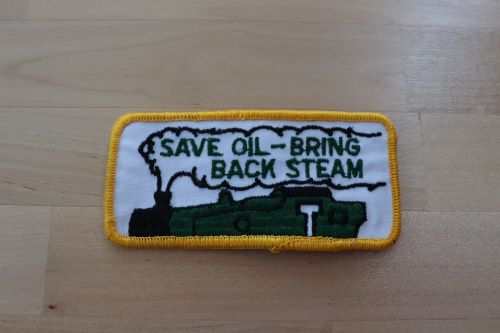 SAVE OIL-BRING
BACK STEAM